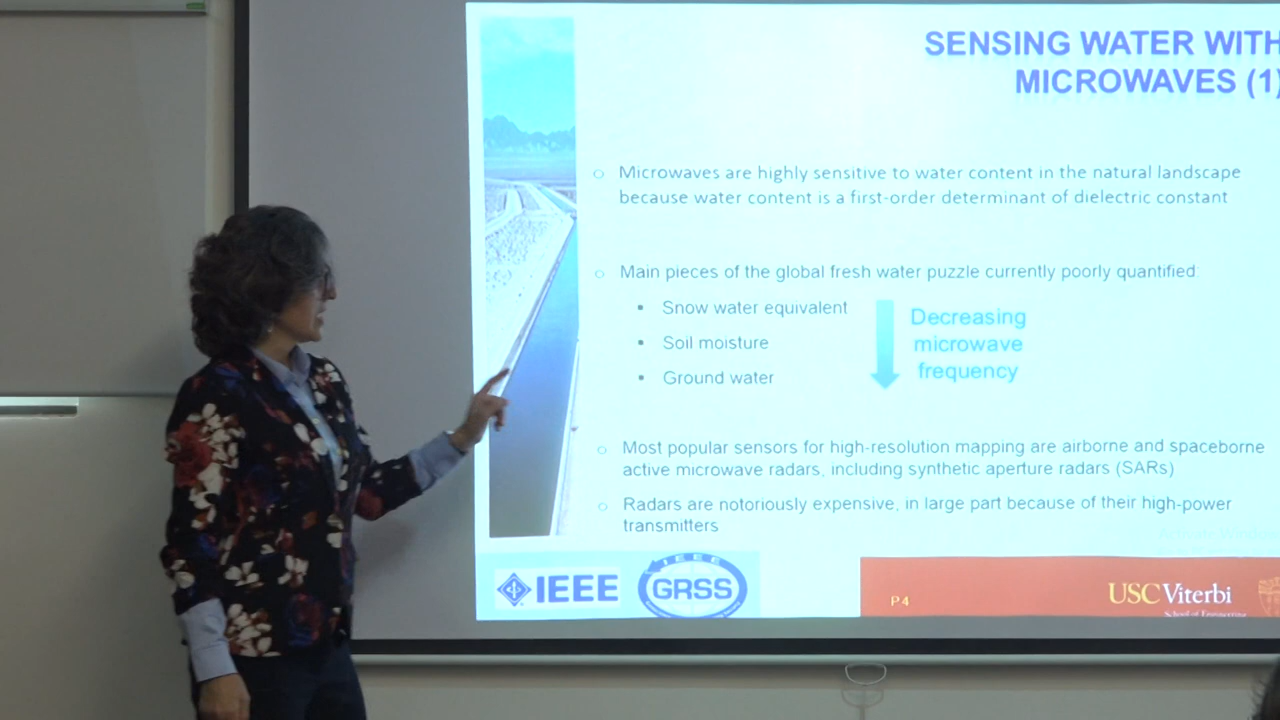 SENSING WATER WITH
MICROWAVES (1)
○ Microwaves are highly sensitive to water content in the natural landscape
because water content is a first-order determinant of dielectric constant
○ Main pieces of the global fresh water puzzle currently poorly quantified
▪ Snow water equivalent
▪ Soil moisture
▪ Ground water
Decreasing
microwave
frequency
○ Most popular sensors for high-resolution mapping are airborne and spaceborne
active microwave radars, including synthetic aperture radars (SARs)
○ Radars are notoriously expensive, in large part because of their high-power
transmitters
IEEE
IEEE
GRSS
P4
USC Viterbi
School of Engineering